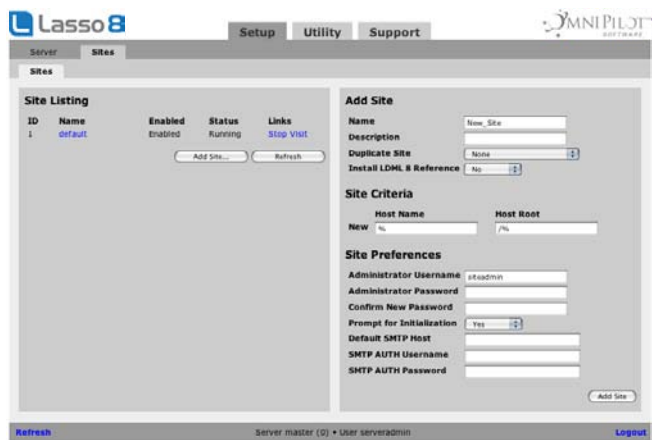 Lasso 8
Setup Utility Support
OMNIPILOT
SOFTWARE
Server Sites
Sites
Site Listing
ID Name Enabled Status Links
1 default Enabled Running Stop Visit
Add Site... Refresh
Add Site
Name New_Site
Description
Duplicate Site None
Install LDML 8 Reference No
Site Criteria
Host Name Host Root
New % /%
Site Preferences
Administrator Username siteadmin
Administrator Password
Confirm New Password
Prompt for Initialization Yes
Default SMTP Host
SMTP AUTH Username
SMTP AUTH Password
Add Site
Refresh Server master (0) • User serveradmin Logout